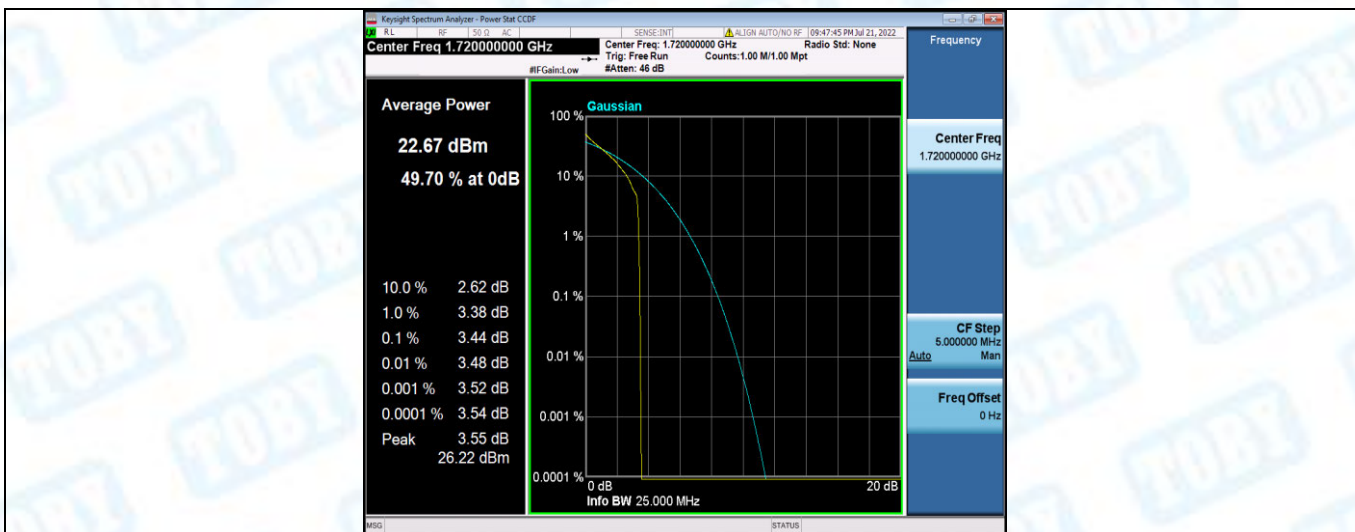 Keysight Spectrum Analyzer - Power Stat CCDF
RL RF 50 Ω AC SENSE:INT ALIGN AUTO/NO RF 09:47:45 PM Jul 21, 2022
Center Freq 1.720000000 GHz
Center Freq: 1.720000000 GHz Radio Std: None
Trig: Free Run Counts:1.00 M/1.00 Mpt
#IFGain:Low #Atten: 46 dB
Frequency
Average Power
22.67 dBm
49.70 % at 0dB
10.0 % 2.62 dB
1.0 % 3.38 dB
0.1 % 3.44 dB
0.01 % 3.48 dB
0.001 % 3.52 dB
0.0001 % 3.54 dB
Peak 3.55 dB
26.22 dBm
Gaussian
100 %
10 %
1 %
0.1 %
0.01 %
0.001 %
0.0001 %
0 dB 20 dB
Info BW 25.000 MHz
Center Freq
1.720000000 GHz
CF Step
5.000000 MHz
Auto Man
Freq Offset
0 Hz
MSG STATUS
TOBY
TOBY
TOBY
TOBY
TOBY
TOBY
TOBY